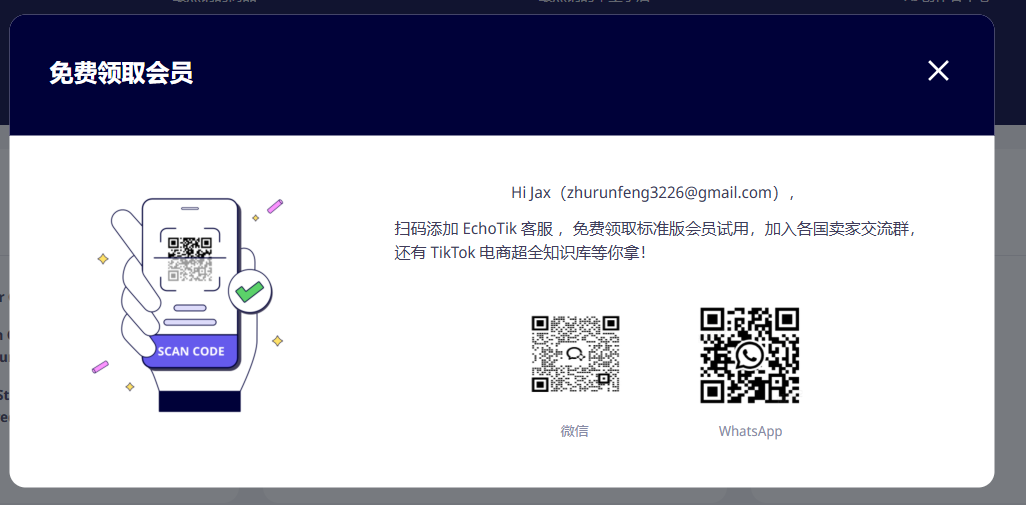 免费领取会员
Hi Jax（zhurunfeng3226@gmail.com），
扫码添加 EchoTik 客服 ，免费领取标准版会员试用，加入各国卖家交流群，
还有 TikTok 电商超全知识库等你拿！
SCAN CODE
微信
WhatsApp